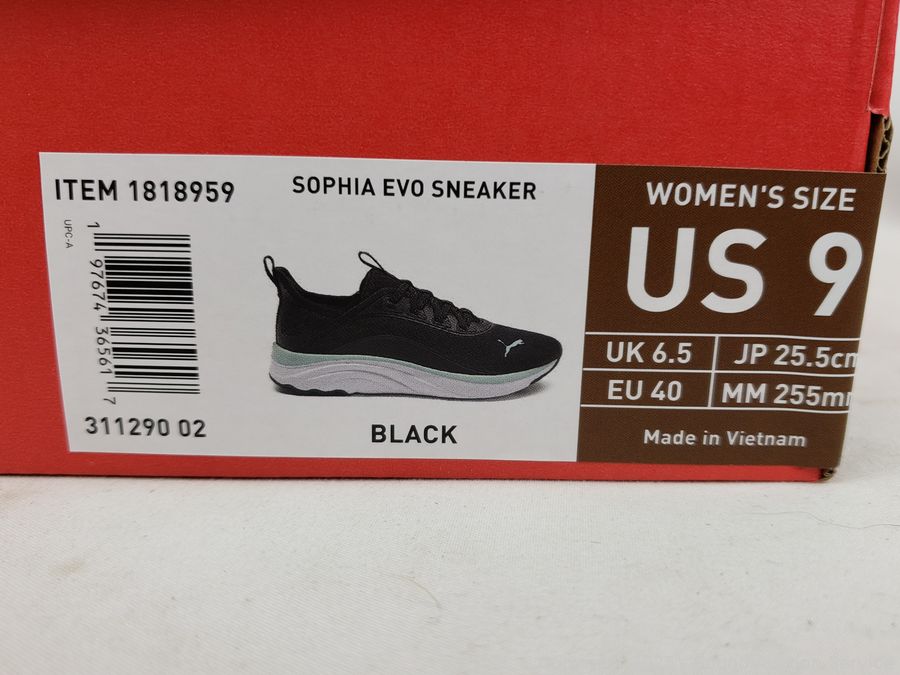 ITEM 1818959
SOPHIA EVO SNEAKER
UPC-A
1 97674 36561 7
311290 02
BLACK
WOMEN'S SIZE
US 9
UK 6.5
JP 25.5cm
EU 40
MM 255mm
Made in Vietnam